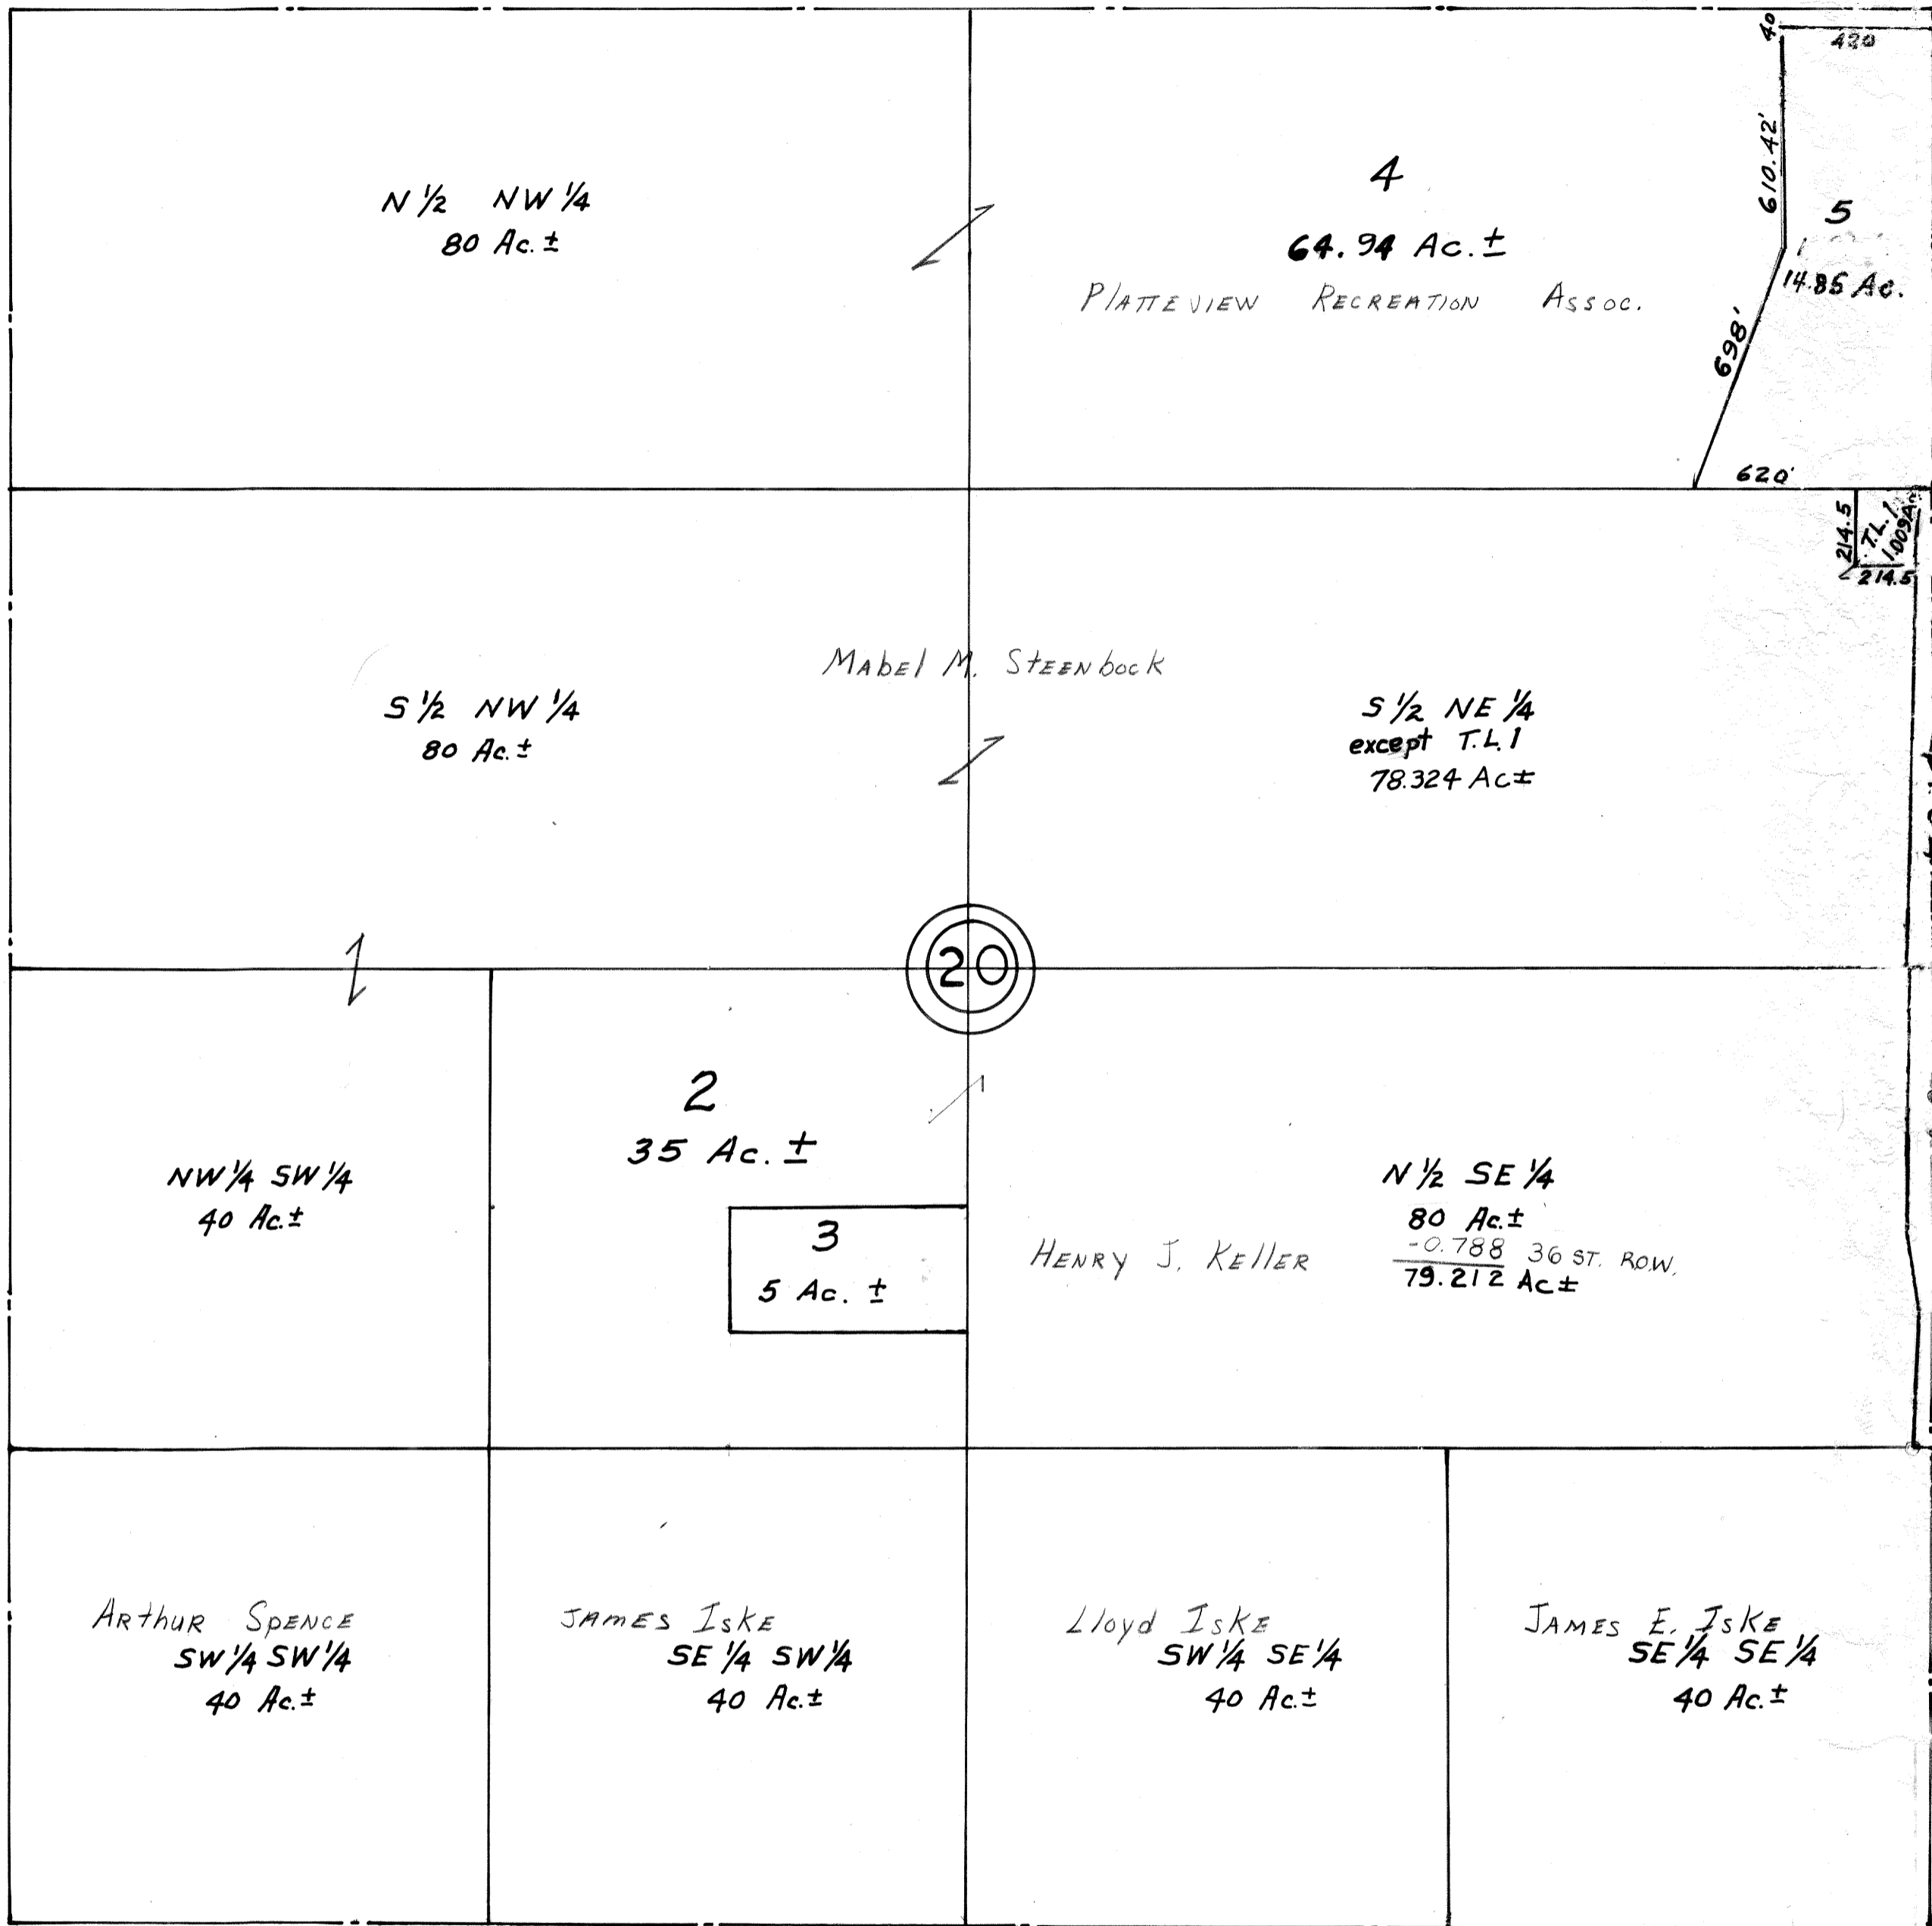 40
420
610.42'
N 1/2 NW 1/4
80 Ac. ±
4
64.94 Ac. ±
PLATTEVIEW RECREATION ASSOC.
5
14.85 Ac.
698'
620'
214.5
T.L. 1
1.009 Ac
214.5
MABEL M. STEENBOCK
S 1/2 NW 1/4
80 Ac. ±
S 1/2 NE 1/4
except T.L. 1
78.324 Ac ±
20
2
35 Ac. ±
NW 1/4 SW 1/4
40 Ac. ±
3
5 Ac. ±
HENRY J. KELLER
N 1/2 SE 1/4
80 Ac. ±
-0.788 36 ST. R.O.W.
79.212 Ac ±
ARTHUR SPENCE
SW 1/4 SW 1/4
40 Ac. ±
JAMES ISKE
SE 1/4 SW 1/4
40 Ac. ±
LLOYD ISKE
SW 1/4 SE 1/4
40 Ac. ±
JAMES E. ISKE
SE 1/4 SE 1/4
40 Ac. ±